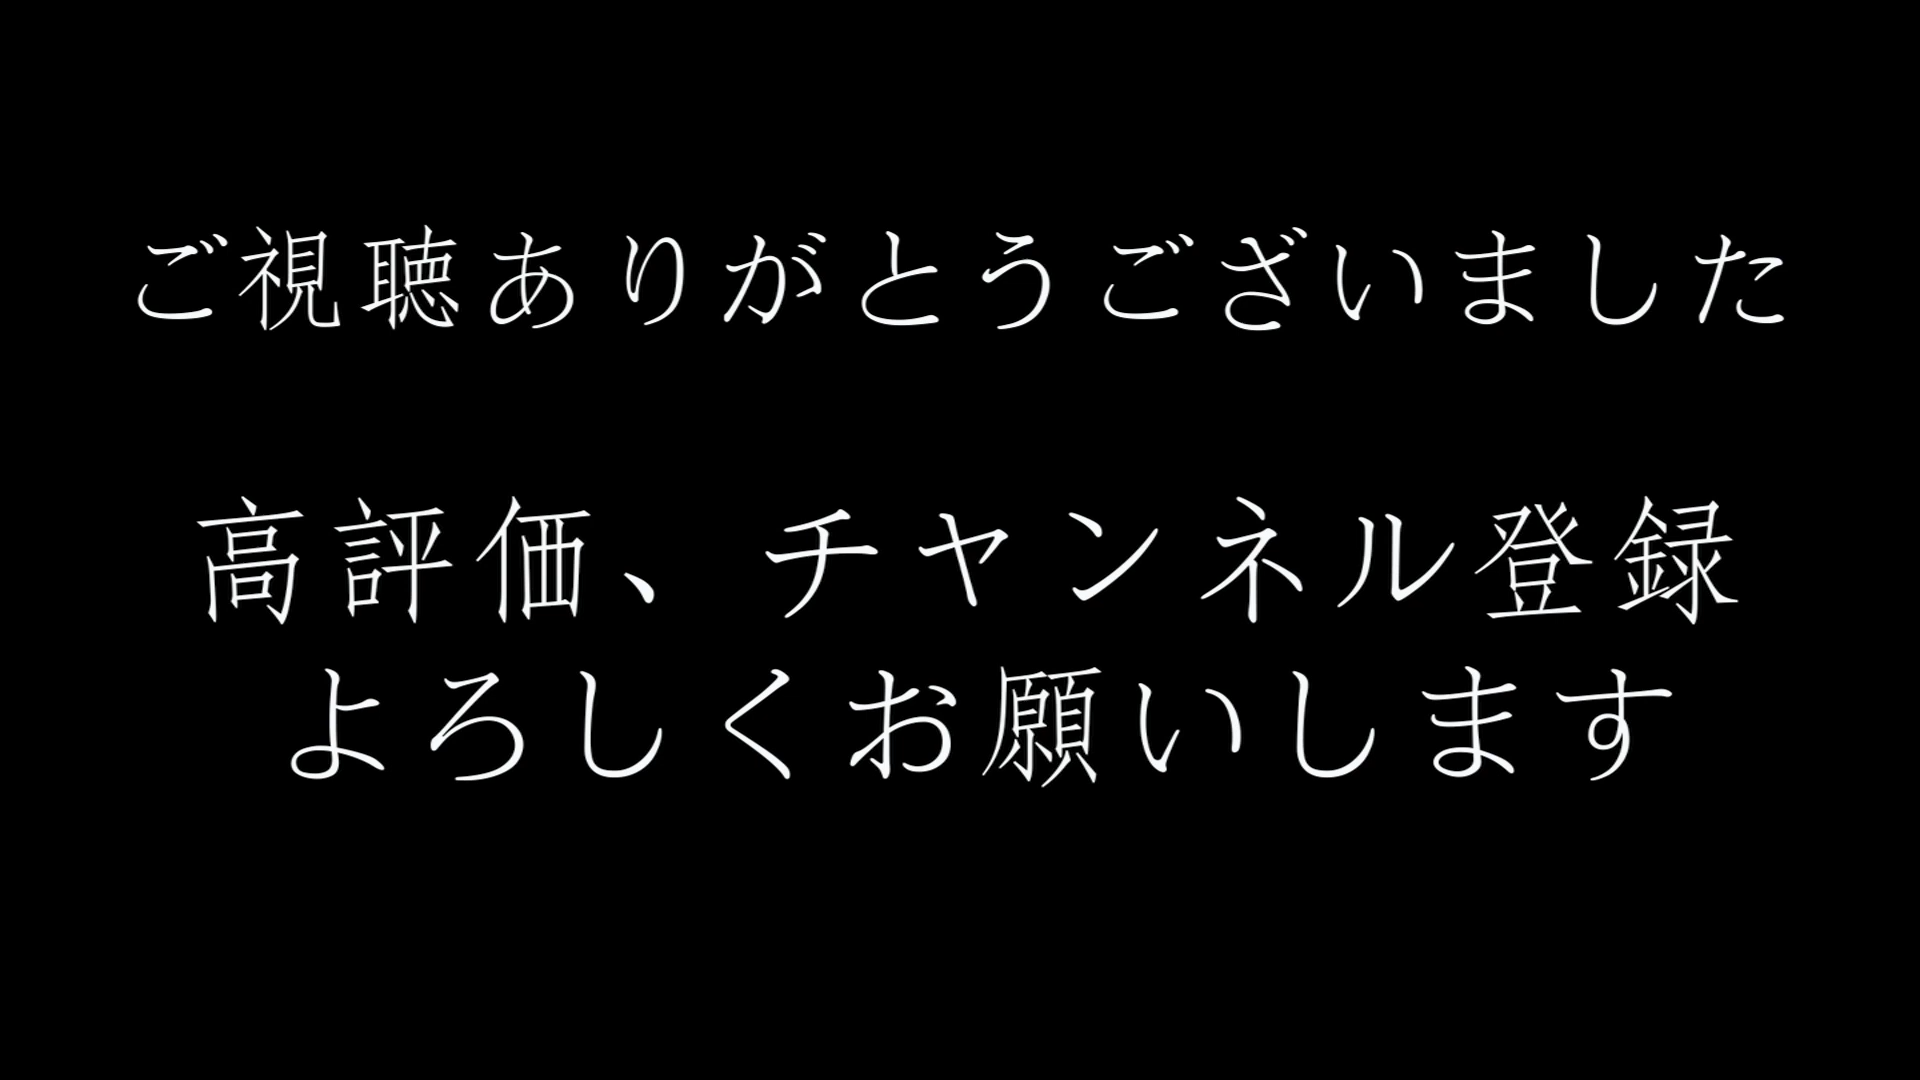 ご視聴ありがとうございました
高評価、チャンネル登録
よろしくお願いします